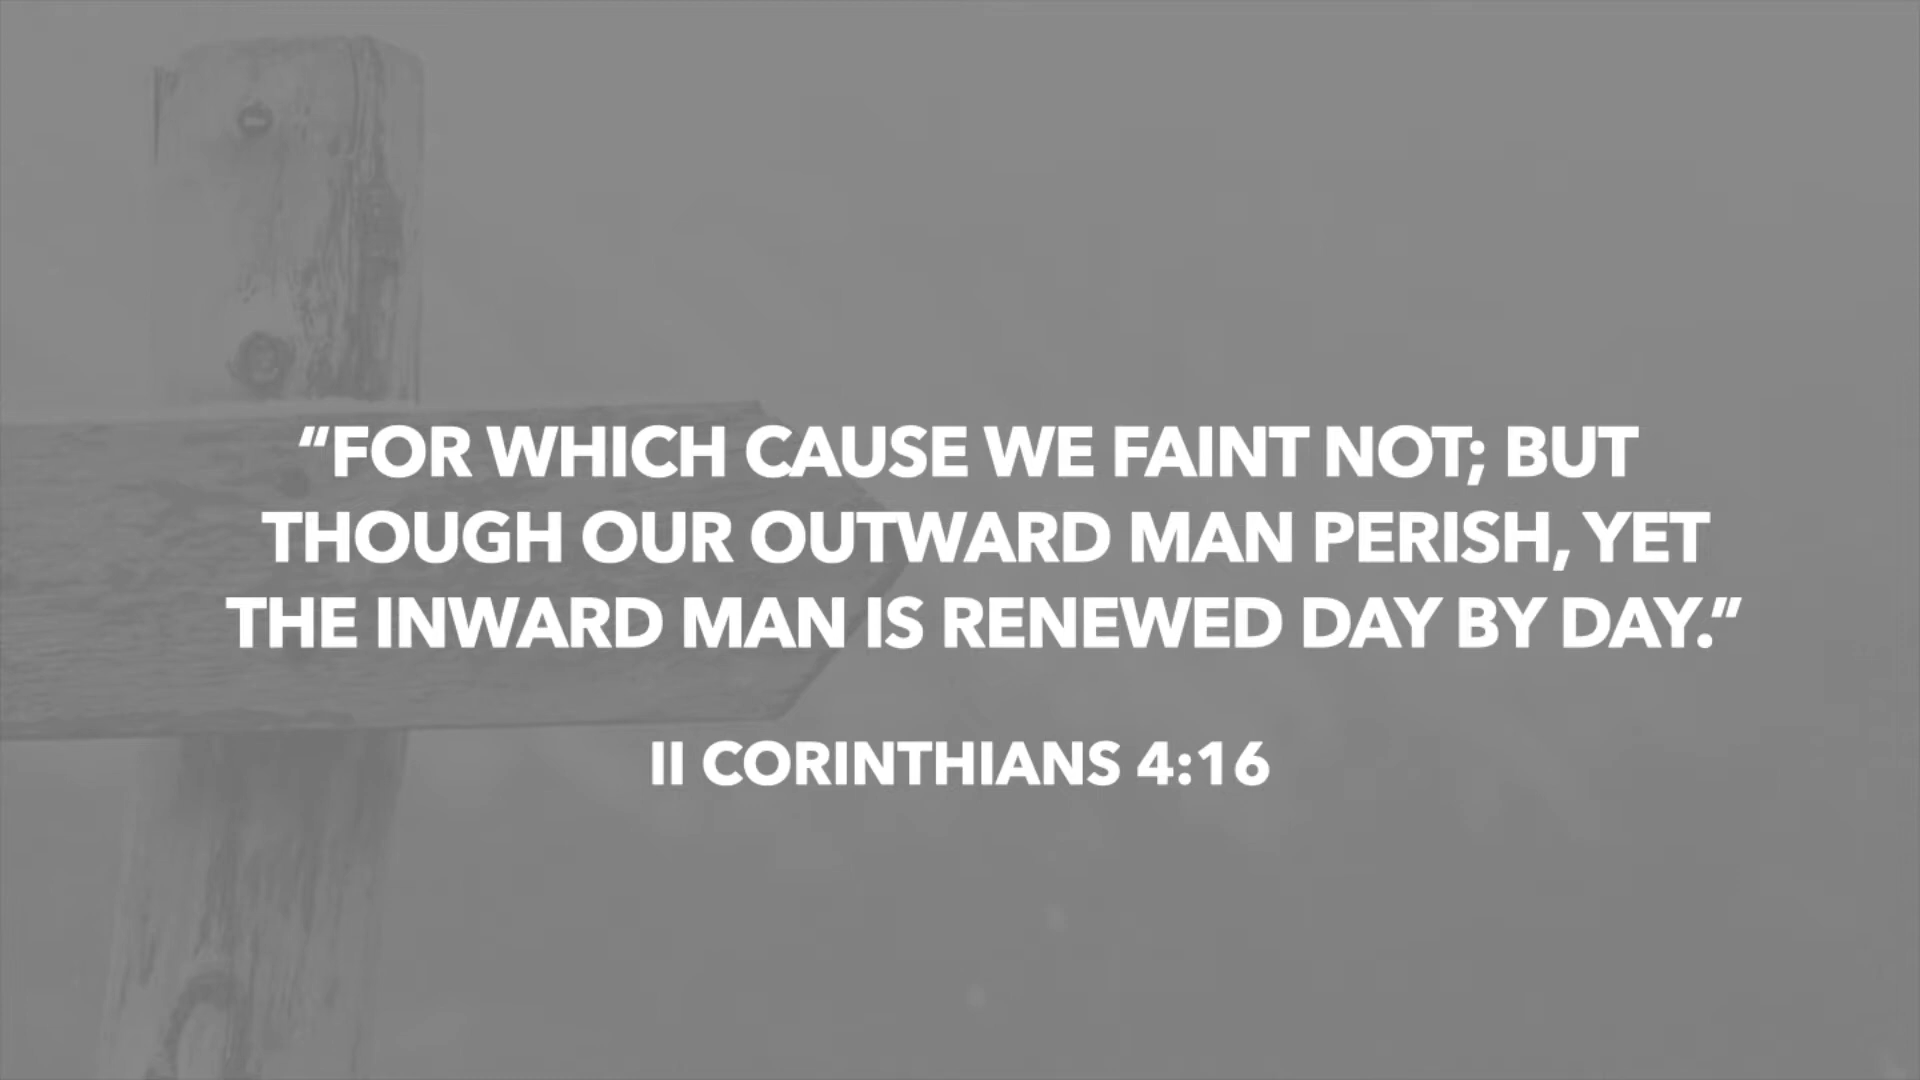 “FOR WHICH CAUSE WE FAINT NOT; BUT
THOUGH OUR OUTWARD MAN PERISH, YET
THE INWARD MAN IS RENEWED DAY BY DAY.”
II CORINTHIANS 4:16